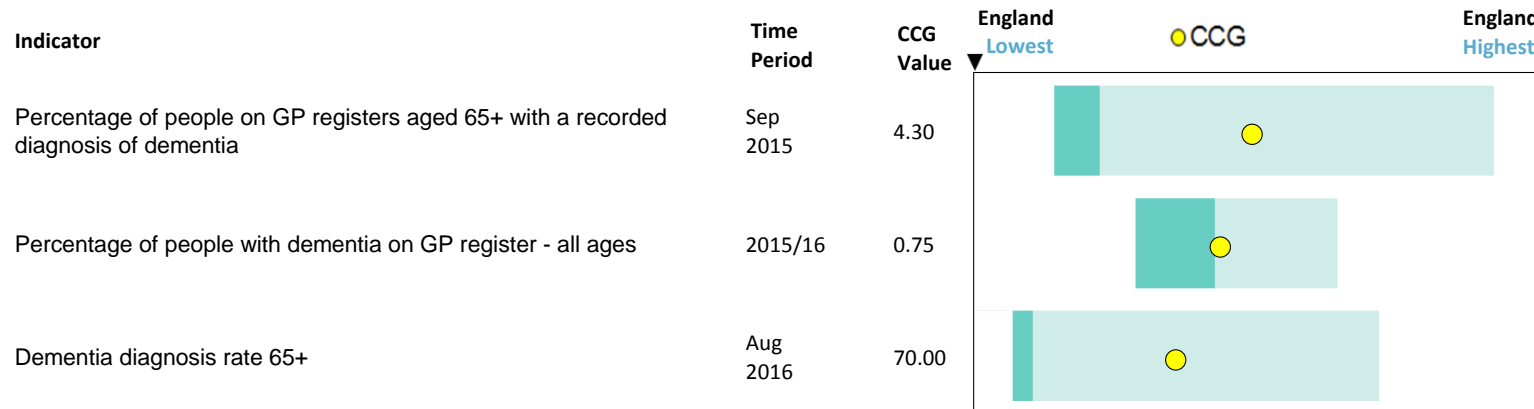 Indicator
Time
Period
CCG
Value
England
Lowest
CCG
England
Highest
Percentage of people on GP registers aged 65+ with a recorded
diagnosis of dementia
Sep
2015
4.30
Percentage of people with dementia on GP register - all ages
2015/16
0.75
Dementia diagnosis rate 65+
Aug
2016
70.00